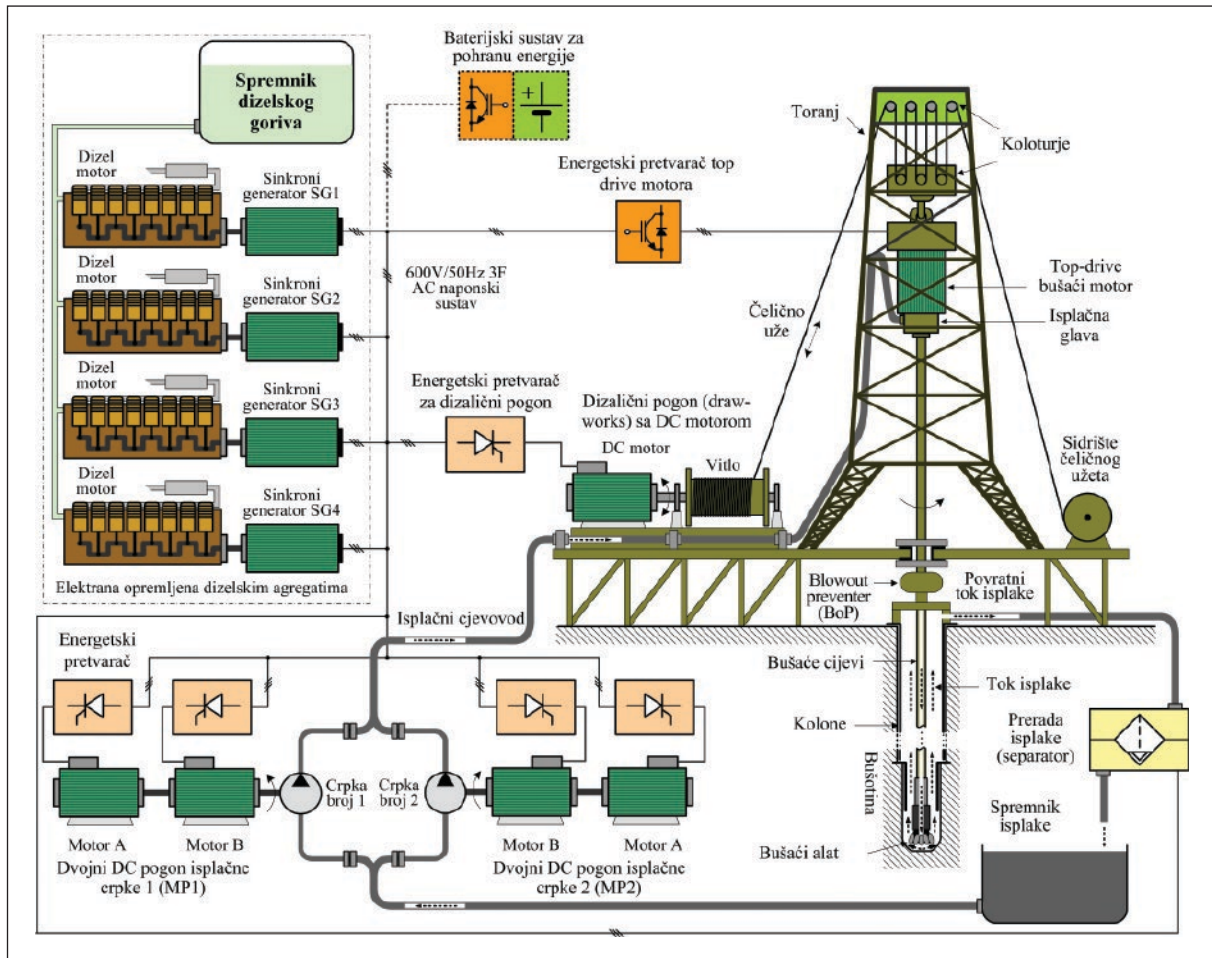 Baterijski sustav za
pohranu energije
Spremnik
dizelskog
goriva
Toranj
Koloturje
Dizel
motor
Sinkroni
generator SG1
Energetski pretvarač top
drive motora
Dizel
motor
Sinkroni
generator SG2
600V/50Hz 3F
AC naponski
sustav
Top-drive
bušaći motor
Isplačna
glava
Čelično
uže
Dizel
motor
Sinkroni
generator SG3
Energetski pretvarač
za dizalični pogon
Dizalični pogon (draw-
works) sa DC motorom
DC motor
Vitlo
Sidrište
čeličnog
užeta
Dizel
motor
Sinkroni
generator SG4
Elektrana opremljena dizelskim agregatima
Blowout
preventer
(BoP)
Povratni
tok isplake
Isplačni cjevovod
Energetski
pretvarač
Bušaće cijevi
Tok isplake
Kolone
Prerada
isplake
(separator)
Bušotina
Crpka
broj 1
Crpka
broj 2
Spremnik
isplake
Motor A
Motor B
Motor B
Motor A
Bušaći alat
Dvojni DC pogon isplačne
crpke 1 (MP1)
Dvojni DC pogon isplačne
crpke 2 (MP2)